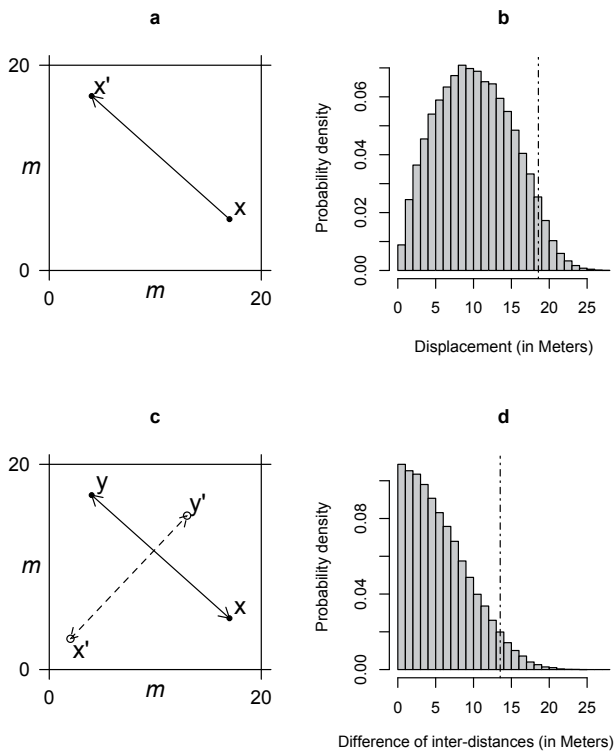 a
20
x'
m
x
0
0
m
20
b
Probability density
0.00 0.02 0.04 0.06
0 5 10 15 20 25
Displacement (in Meters)
c
20
y
y'
m
x
x'
0
0
m
20
d
Probability density
0.00 0.04 0.08
0 5 10 15 20 25
Difference of inter-distances (in Meters)